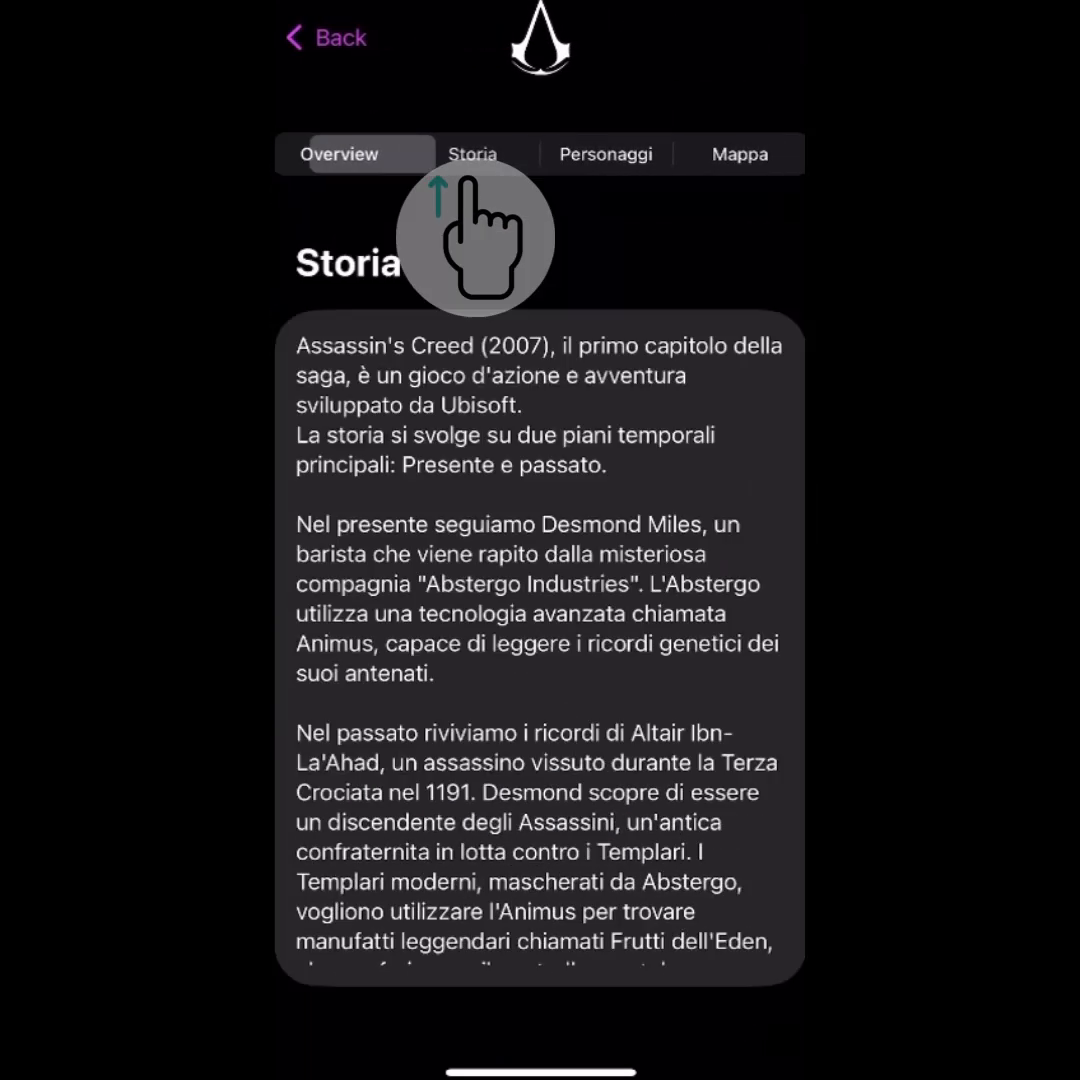 Back
Overview Storia Personaggi Mappa
Storia
Assassin's Creed (2007), il primo capitolo della
saga, è un gioco d'azione e avventura
sviluppato da Ubisoft.
La storia si svolge su due piani temporali
principali: Presente e passato.
Nel presente seguiamo Desmond Miles, un
barista che viene rapito dalla misteriosa
compagnia "Abstergo Industries". L'Abstergo
utilizza una tecnologia avanzata chiamata
Animus, capace di leggere i ricordi genetici dei
suoi antenati.
Nel passato riviviamo i ricordi di Altair Ibn-
La'Ahad, un assassino vissuto durante la Terza
Crociata nel 1191. Desmond scopre di essere
un discendente degli Assassini, un'antica
confraternita in lotta contro i Templari. I
Templari moderni, mascherati da Abstergo,
vogliono utilizzare l'Animus per trovare
manufatti leggendari chiamati Frutti dell'Eden,